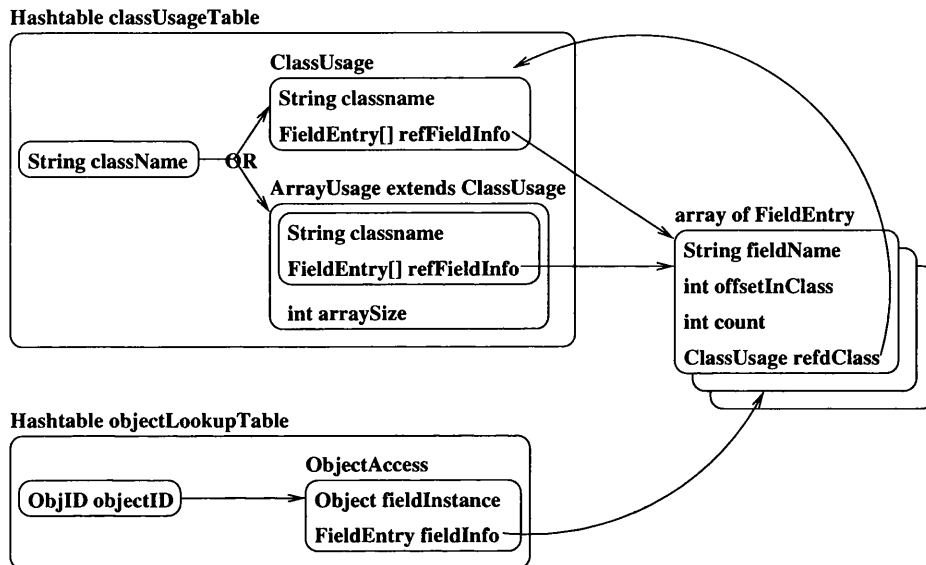 Hashtable classUsageTable
ClassUsage
String classname
FieldEntry[] refFieldInfo
String className
OR
ArrayUsage extends ClassUsage
String classname
FieldEntry[] refFieldInfo
int arraySize
array of FieldEntry
String fieldName
int offsetInClass
int count
ClassUsage refdClass
Hashtable objectLookupTable
ObjectAccess
ObjID objectID
Object fieldInstance
FieldEntry fieldInfo